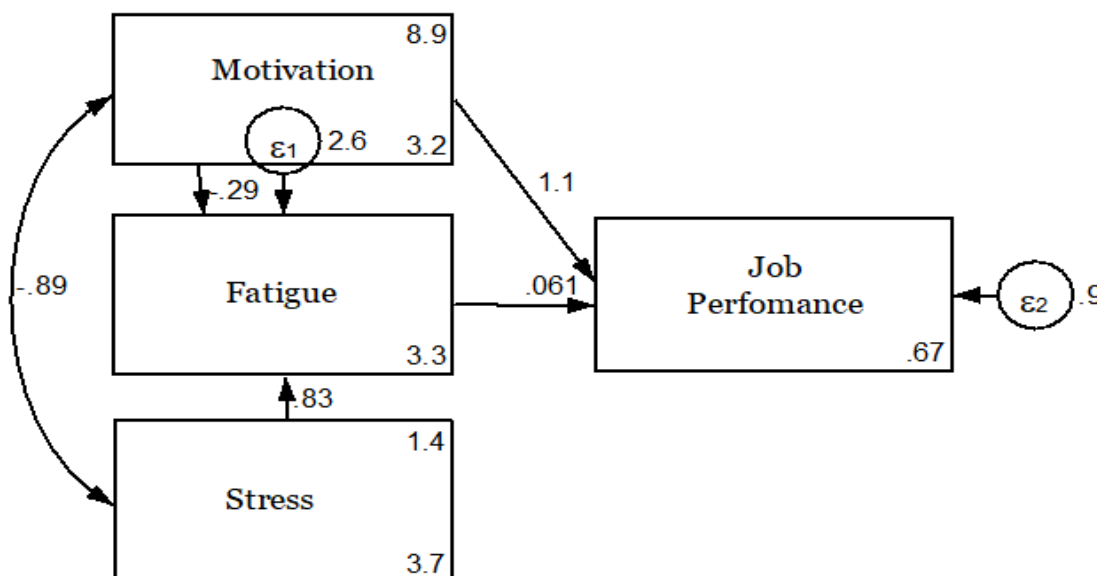 8.9
Motivation
ε1 2.6 3.2
-.29
1.1
-.89
Fatigue
.061
Job
Perfomance
ε2 .9
3.3
.67
.83
1.4
Stress
3.7